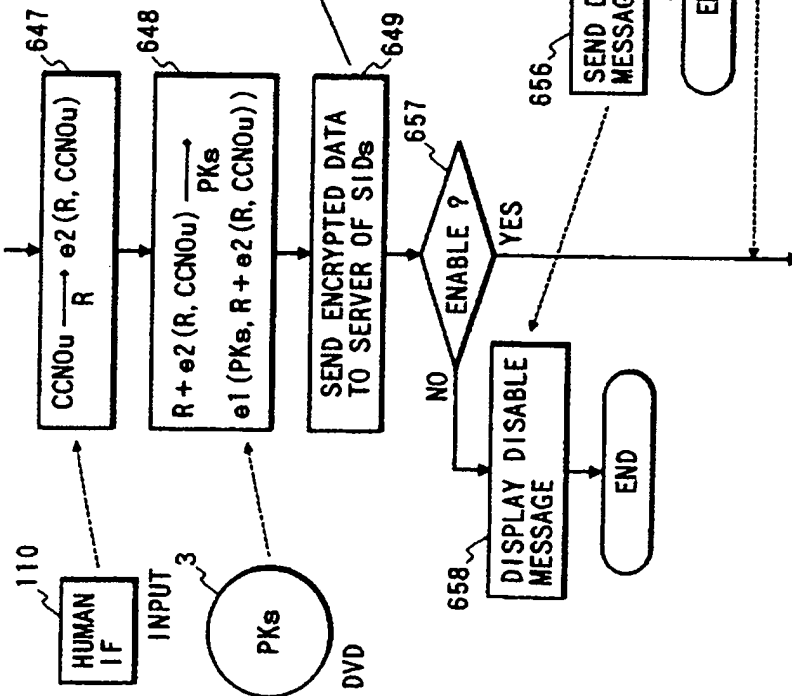 647
CCNOu → e2(R, CCNOu)
R
110
HUMAN
IF
INPUT
648
R + e2(R, CCNOu) →
PKs
e1(PKs, R + e2(R, CCNOu))
3
PKs
DVD
649
SEND ENCRYPTED DATA
TO SERVER OF SIDs
657
ENABLE ?
NO
YES
656
SEND D
MESSAG
658
DISPLAY DISABLE
MESSAGE
END